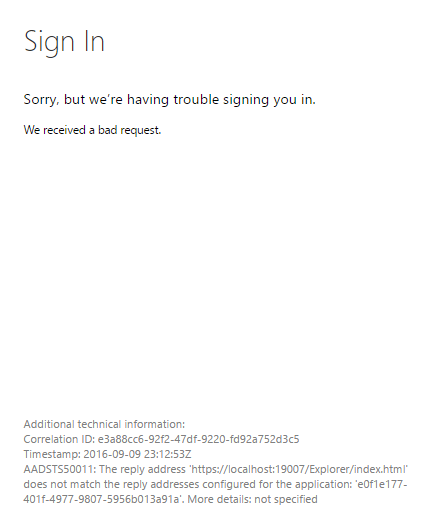 Sign In
Sorry, but we're having trouble signing you in.
We received a bad request.
Additional technical information:
Correlation ID: e3a88cc6-92f2-47df-9220-fd92a752d3c5
Timestamp: 2016-09-09 23:12:53Z
AADSTS50011: The reply address 'https://localhost:19007/Explorer/index.html'
does not match the reply addresses configured for the application: 'e0f1e177-
401f-4977-9807-5956b013a91a'. More details: not specified